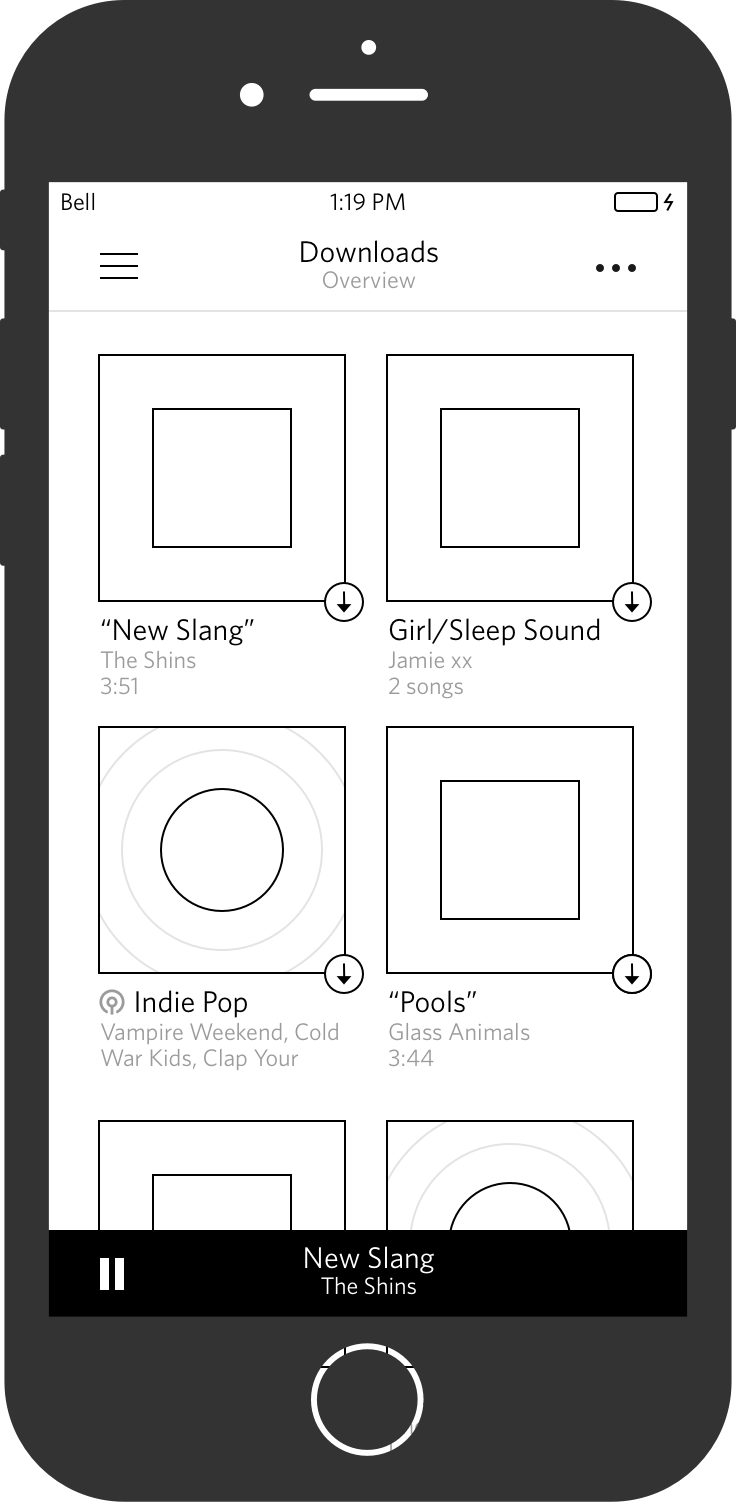 Bell 1:19 PM
Downloads
Overview
“New Slang”
The Shins
3:51
Girl/Sleep Sound
Jamie xx
2 songs
Indie Pop
Vampire Weekend, Cold
War Kids, Clap Your
“Pools”
Glass Animals
3:44
New Slang
The Shins